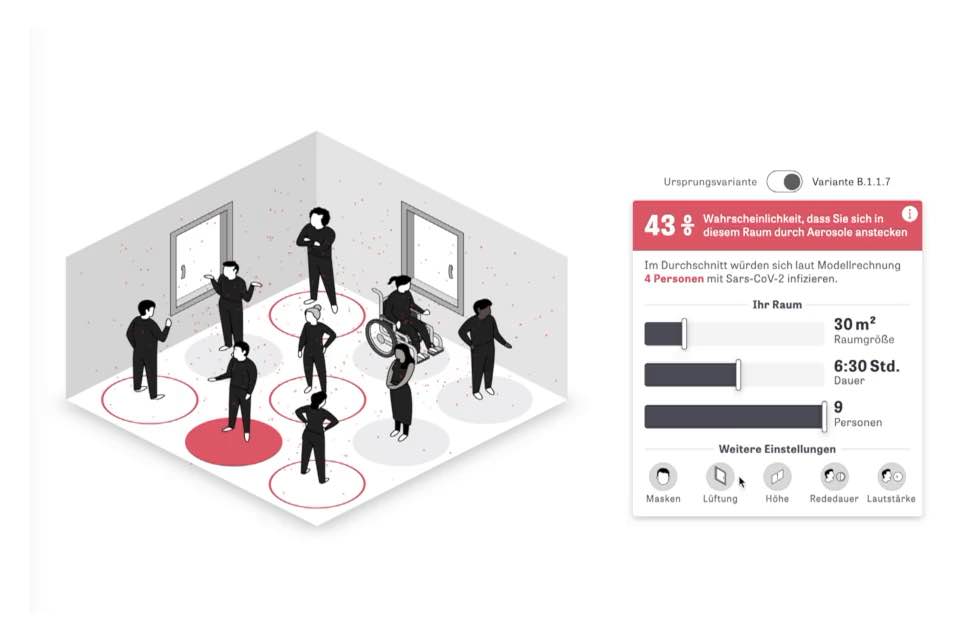 Ursprungsvariante
Variante B.1.1.7
43 %
Wahrscheinlichkeit, dass Sie sich in
diesem Raum durch Aerosole anstecken
Im Durchschnitt würden sich laut Modellrechnung
4 Personen mit Sars-CoV-2 infizieren.
Ihr Raum
30 m²
Raumgröße
6:30 Std.
Dauer
9
Personen
Weitere Einstellungen
Masken
Lüftung
Höhe
Rededauer
Lautstärke